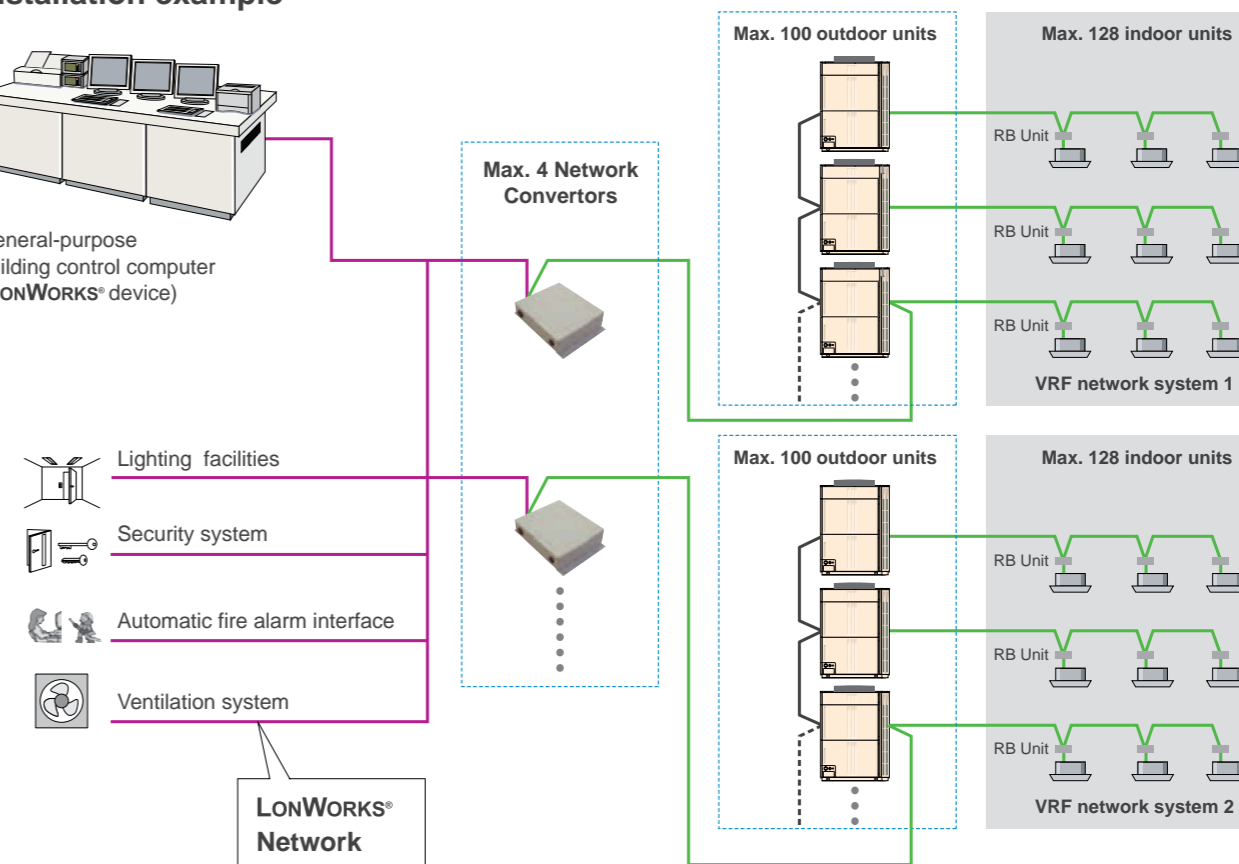 nstallation example
eneral-purpose
ilding control computer
ONWORKS® device)
Max. 4 Network
Convertors
Max. 100 outdoor units
Max. 128 indoor units
RB Unit
RB Unit
RB Unit
VRF network system 1
Lighting facilities
Security system
Automatic fire alarm interface
Ventilation system
LONWORKS®
Network
Max. 100 outdoor units
Max. 128 indoor units
RB Unit
RB Unit
RB Unit
VRF network system 2